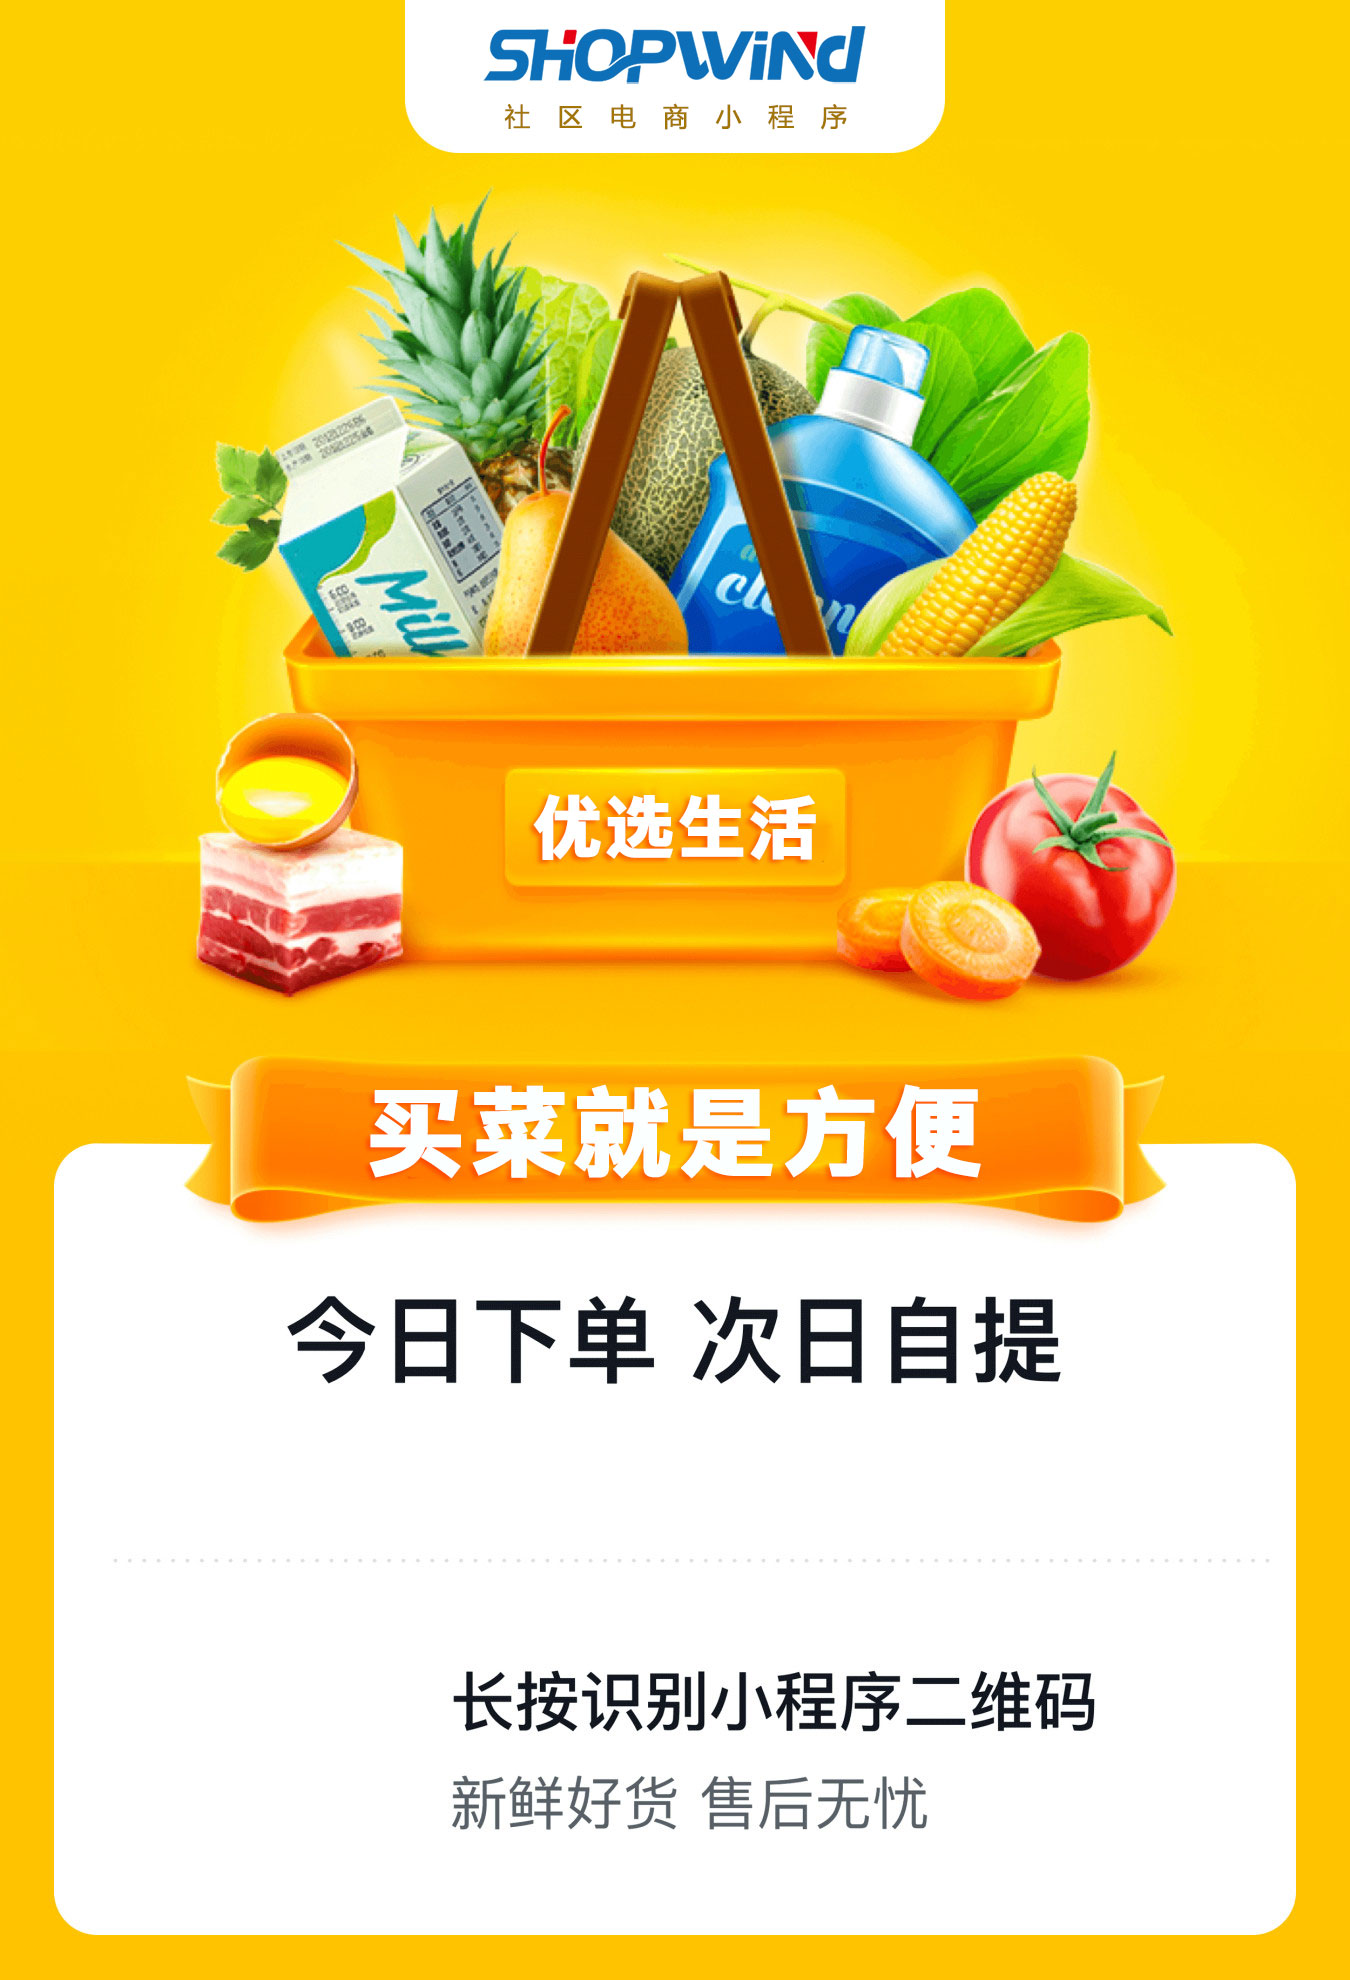 SHOPWiNd
社区电商小程序
Milk
clean
优选生活
买菜就是方便
今日下单 次日自提
长按识别小程序二维码
新鲜好货 售后无忧